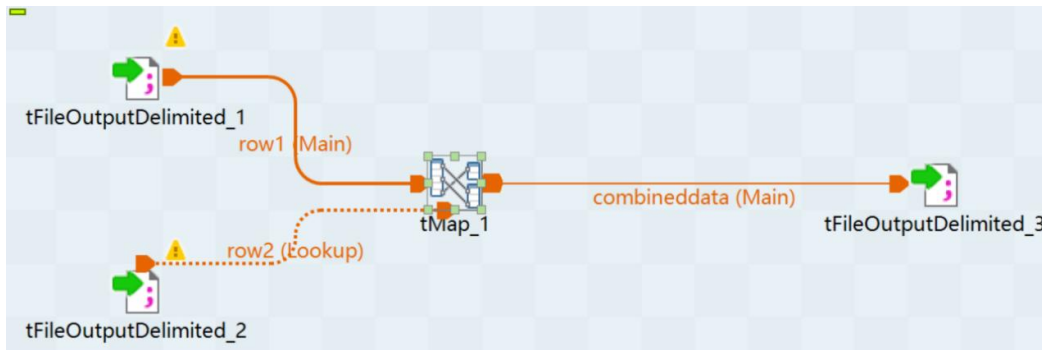 tFileOutputDelimited_1
row1 (Main)
combineddata (Main)
tMap_1
tFileOutputDelimited_3
row2 (Lookup)
tFileOutputDelimited_2